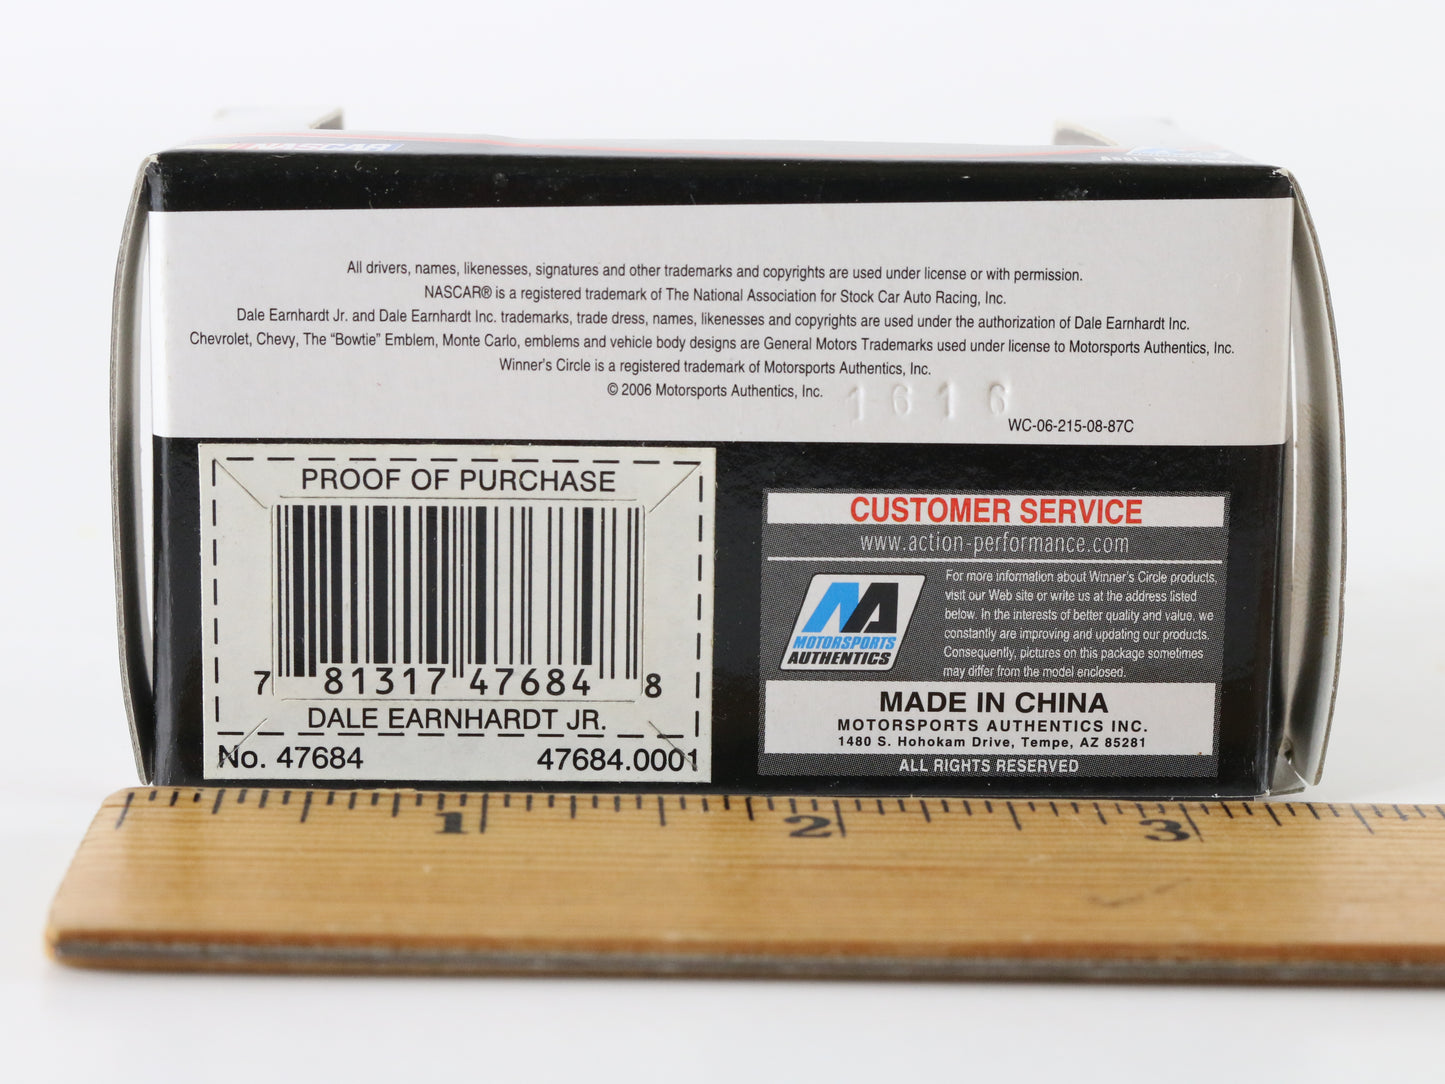 NASCAR
All drivers, names, likenesses, signatures and other trademarks and copyrights are used under license or with permission.
NASCAR® is a registered trademark of The National Association for Stock Car Auto Racing, Inc.
Dale Earnhardt Jr. and Dale Earnhardt Inc. trademarks, trade dress, names, likenesses and copyrights are used under the authorization of Dale Earnhardt Inc.
Chevrolet, Chevy, The “Bowtie” Emblem, Monte Carlo, emblems and vehicle body designs are General Motors Trademarks used under license to Motorsports Authentics, Inc.
Winner's Circle is a registered trademark of Motorsports Authentics, Inc.
© 2006 Motorsports Authentics, Inc.
1616
WC-06-215-08-87C
PROOF OF PURCHASE
7 81317 47684 8
DALE EARNHARDT JR.
No. 47684 47684.0001
CUSTOMER SERVICE
www.action-performance.com
For more information about Winner's Circle products,
visit our Web site or write us at the address listed
below. In the interests of better quality and value, we
constantly are improving and updating our products.
Consequently, pictures on this package sometimes
may differ from the model enclosed.
MA
MOTORSPORTS
AUTHENTICS
MADE IN CHINA
MOTORSPORTS AUTHENTICS INC.
1480 S. Hohokam Drive, Tempe, AZ 85281
ALL RIGHTS RESERVED
1 2 3